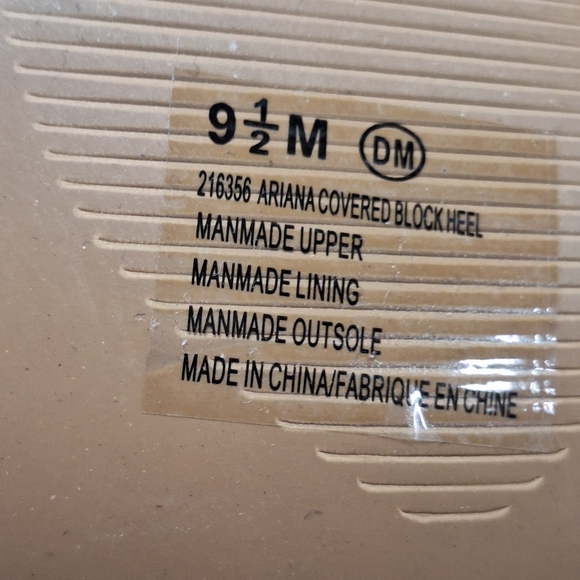 9 1/2 M DM
216356 ARIANA COVERED BLOCK HEEL
MANMADE UPPER
MANMADE LINING
MANMADE OUTSOLE
MADE IN CHINA/FABRIQUE EN CHINE